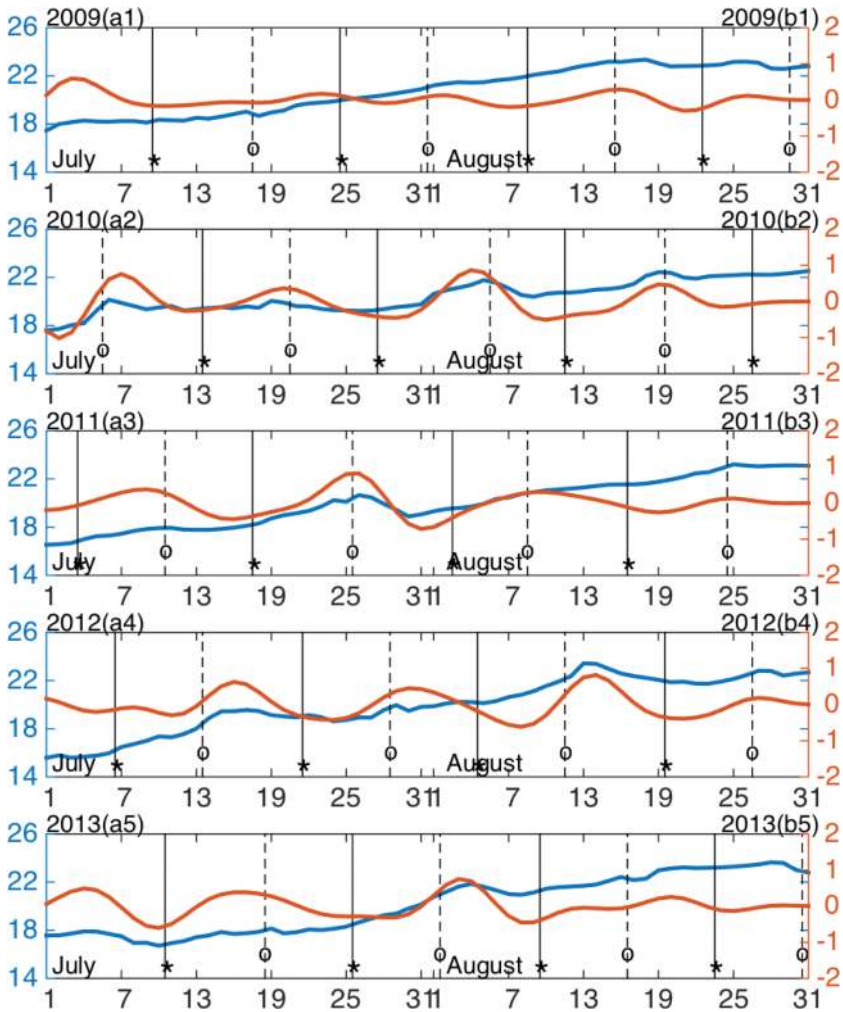 2009(a1) 2009(b1)
26 2
22 1
18 0
14 -1
-2
July o o August o o
* * * *
1 7 13 19 25 31 1 7 13 19 25 31
2010(a2) 2010(b2)
26 2
22 1
18 0
14 -1
-2
July o o August o o
* * * *
1 7 13 19 25 31 1 7 13 19 25 31
2011(a3) 2011(b3)
26 2
22 1
18 0
14 -1
-2
July o o August o o
* * * *
1 7 13 19 25 31 1 7 13 19 25 31
2012(a4) 2012(b4)
26 2
22 1
18 0
14 -1
-2
July o o August o o
* * * *
1 7 13 19 25 31 1 7 13 19 25 31
2013(a5) 2013(b5)
26 2
22 1
18 0
14 -1
-2
July o o August o o
* * * *
1 7 13 19 25 31 1 7 13 19 25 31